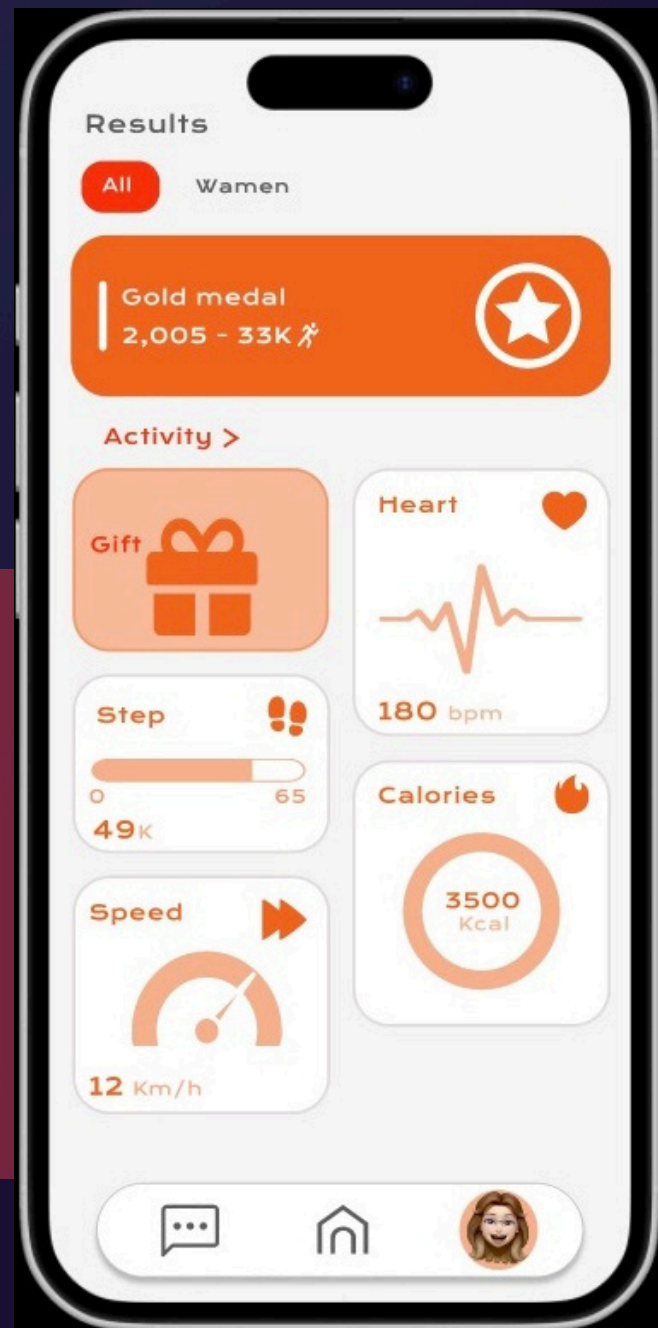 Results
All
Wamen
Gold medal
2,005 - 33K
Activity >
Gift
Heart
180 bpm
Step
0 65
49K
Calories
3500
Kcal
Speed
12 Km/h